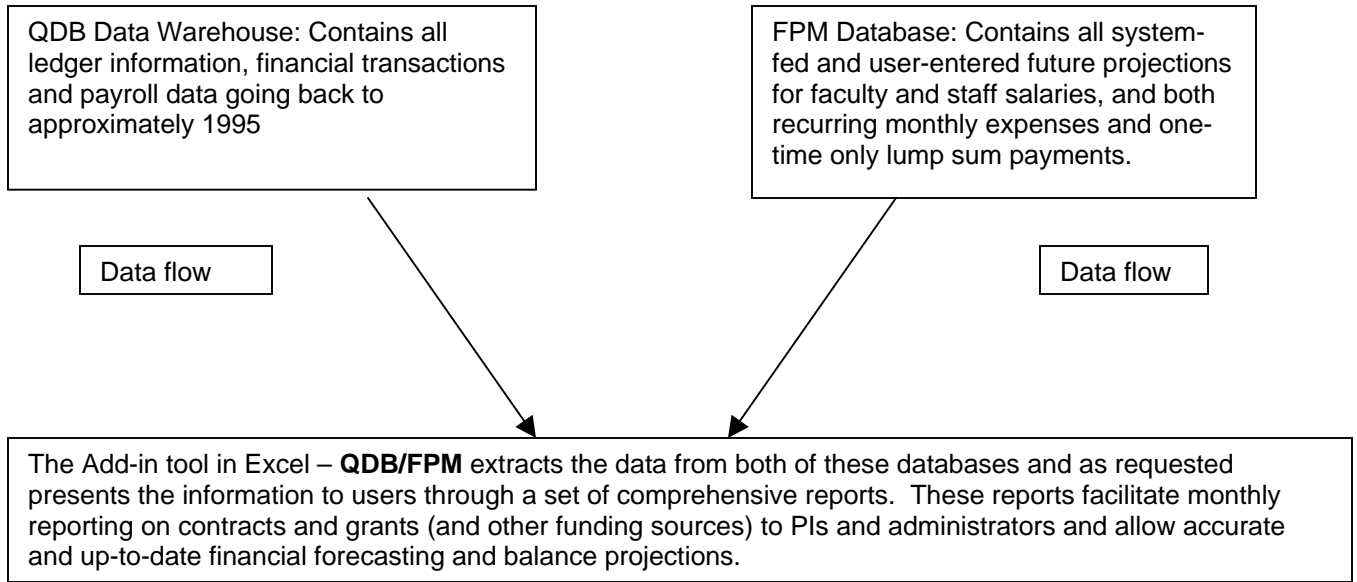 QDB Data Warehouse: Contains all
ledger information, financial transactions
and payroll data going back to
approximately 1995
FPM Database: Contains all system-
fed and user-entered future projections
for faculty and staff salaries, and both
recurring monthly expenses and one-
time only lump sum payments.
Data flow
Data flow
The Add-in tool in Excel – QDB/FPM extracts the data from both of these databases and as requested
presents the information to users through a set of comprehensive reports.  These reports facilitate monthly
reporting on contracts and grants (and other funding sources) to PIs and administrators and allow accurate
and up-to-date financial forecasting and balance projections.